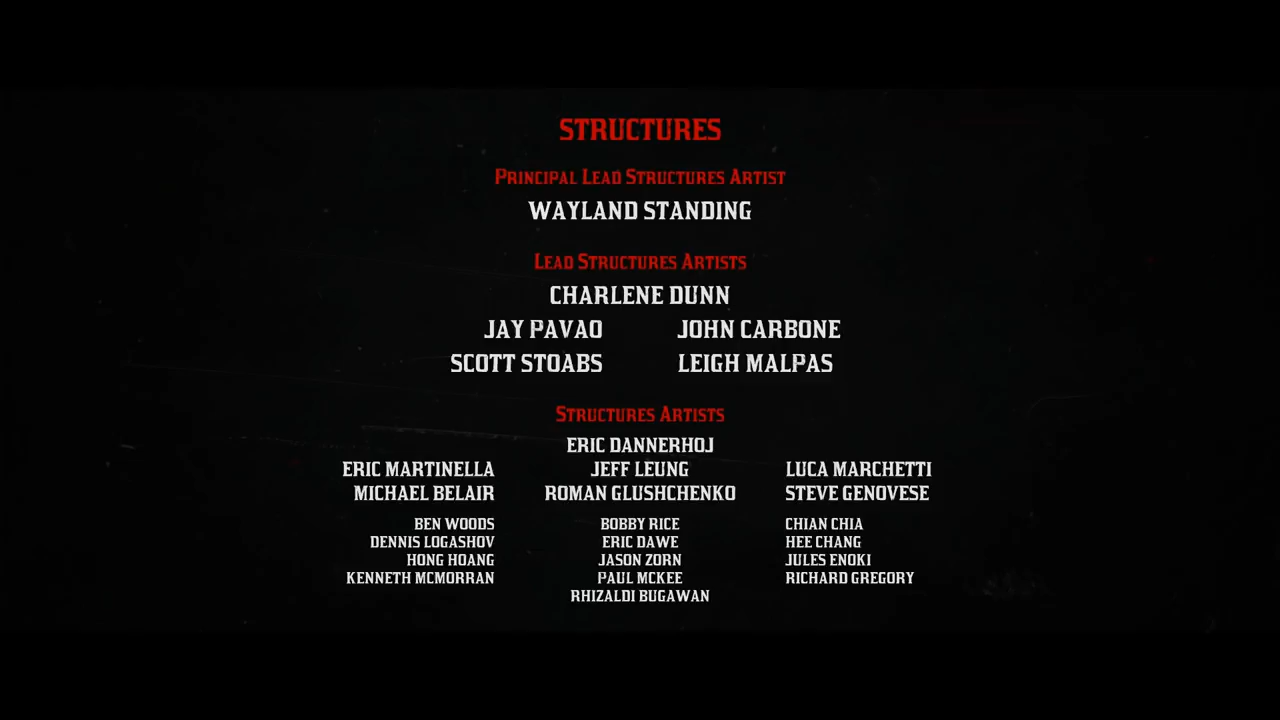 STRUCTURES
PRINCIPAL LEAD STRUCTURES ARTIST
WAYLAND STANDING
LEAD STRUCTURES ARTISTS
CHARLENE DUNN
JAY PAVAO JOHN CARBONE
SCOTT STOABS LEIGH MALPAS
STRUCTURES ARTISTS
ERIC DANNERHOJ
ERIC MARTINELLA JEFF LEUNG LUCA MARCHETTI
MICHAEL BELAIR ROMAN GLUSHCHENKO STEVE GENOVESE
BEN WOODS BOBBY RICE CHIAN CHIA
DENNIS LOGASHOV ERIC DAWE HEE CHANG
HONG HOANG JASON ZORN JULES ENOKI
KENNETH MCMORRAN PAUL MCKEE RICHARD GREGORY
RHIZALDI BUGAWAN